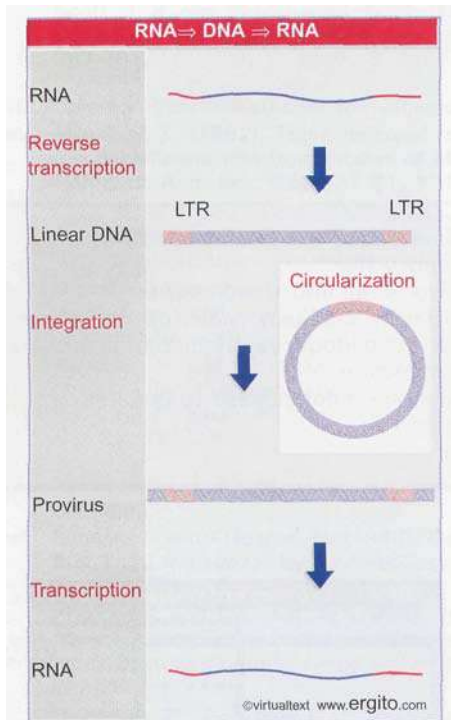 RNA⇒ DNA ⇒ RNA
RNA
Reverse
transcription
LTR LTR
Linear DNA
Circularization
Integration
Provirus
Transcription
RNA
©virtualtext www.ergito.com